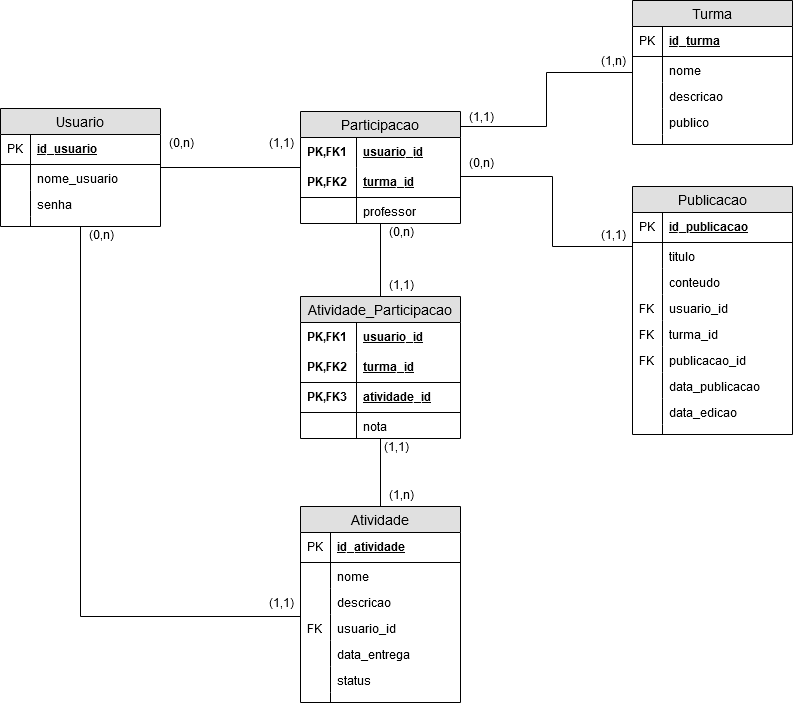 Turma
PK id_turma
nome
descricao
publico
(1,n)
(1,1)
Usuario
PK id_usuario
nome_usuario
senha
(0,n)
(1,1)
(0,n)
Participacao
PK,FK1 usuario_id
PK,FK2 turma_id
professor
(0,n)
(0,n)
(1,1)
Publicacao
PK id_publicacao
titulo
conteudo
FK usuario_id
FK turma_id
FK publicacao_id
data_publicacao
data_edicao
(1,1)
Atividade_Participacao
PK,FK1 usuario_id
PK,FK2 turma_id
PK,FK3 atividade_id
nota
(1,1)
(1,n)
Atividade
PK id_atividade
nome
descricao
FK usuario_id
data_entrega
status
(1,1)